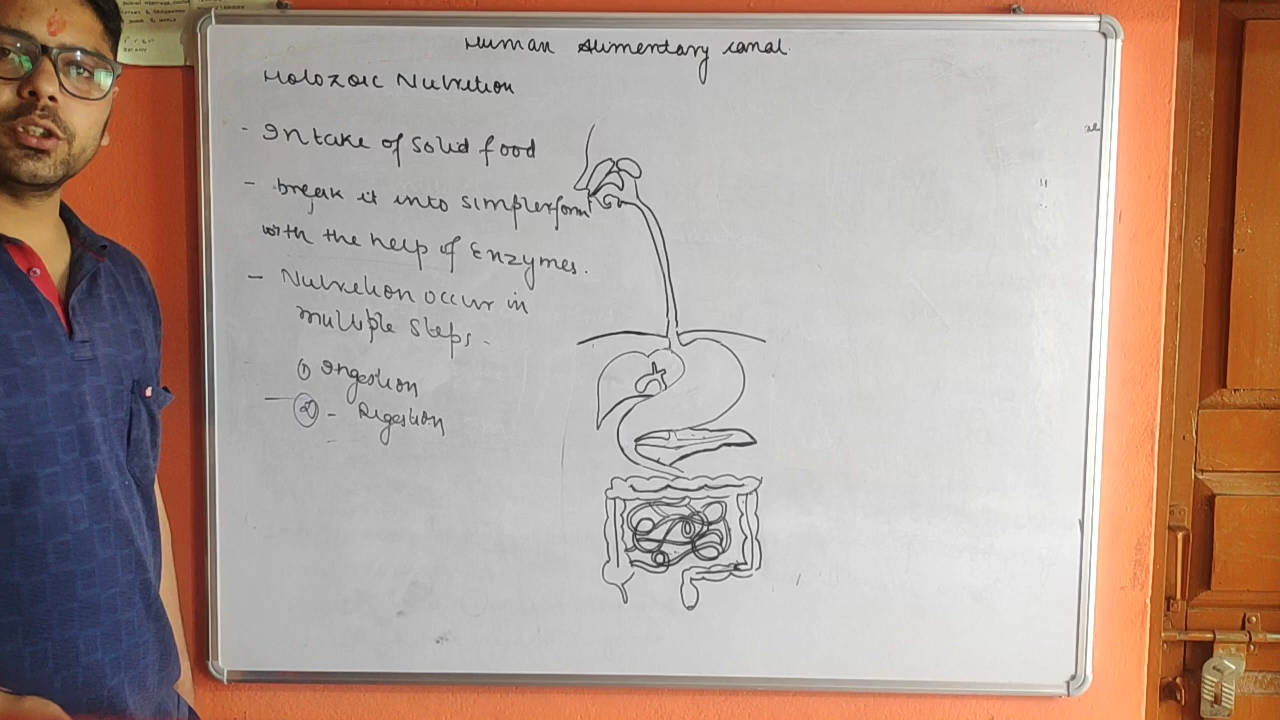 Human Alimentary canal.
Holozoic Nutrition
- Intake of solid food
- break it into simplerform
with the help of Enzymes.
- Nutrition occur in
multiple steps.
① Ingestion
② - Digestion